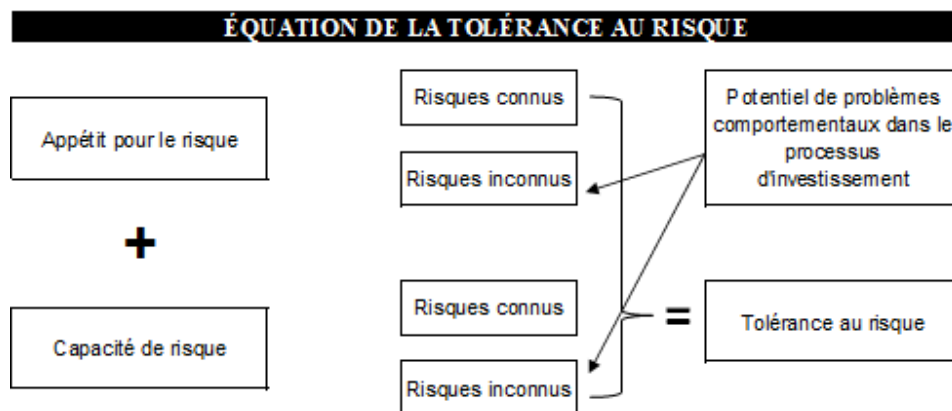 ÉQUATION DE LA TOLÉRANCE AU RISQUE
Appétit pour le risque
+
Capacité de risque
Risques connus
Risques inconnus
Risques connus
Risques inconnus
Potentiel de problèmes
comportementaux dans le
processus
d'investissement
=
Tolérance au risque